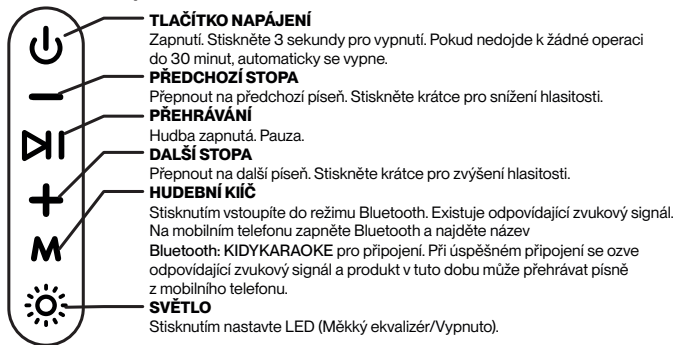 TLAČÍTKO NAPÁJENÍ
Zapnutí. Stiskněte 3 sekundy pro vypnutí. Pokud nedojde k žádné operaci
do 30 minut, automaticky se vypne.
PŘEDCHOZÍ STOPA
Přepnout na předchozí píseň. Stiskněte krátce pro snížení hlasitosti.
PŘEHRÁVÁNÍ
Hudba zapnutá. Pauza.
DALŠÍ STOPA
Přepnout na další píseň. Stiskněte krátce pro zvýšení hlasitosti.
HUDEBNÍ KlÍČ
Stisknutím vstoupíte do režimu Bluetooth. Existuje odpovídající zvukový signál.
Na mobilním telefonu zapněte Bluetooth a najděte název
Bluetooth: KIDYKARAOKE pro připojení. Při úspěšném připojení se ozve
odpovídající zvukový signál a produkt v tuto dobu může přehrávat písně
z mobilního telefonu.
M
SVĚTLO
Stisknutím nastavte LED (Měkký ekvalizér/Vypnuto).